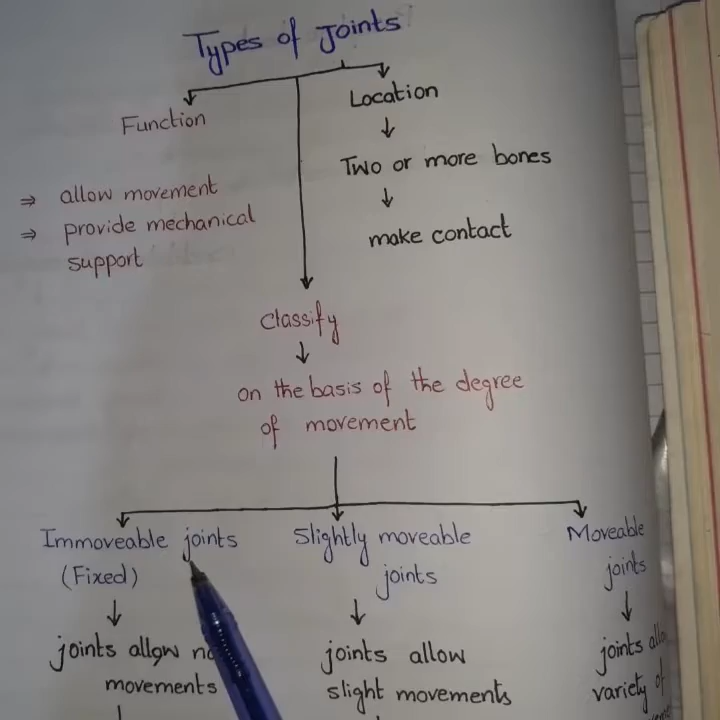 Types of Joints
Function
⇒ allow movement
⇒ provide mechanical
support
Location
Two or more bones
make contact
Classify
on the basis of the degree
of movement
Immoveable joints
(Fixed)
joints allow
movements
Slightly moveable
joints
joints allow
slight movements
Moveable
joints
joints
variety of